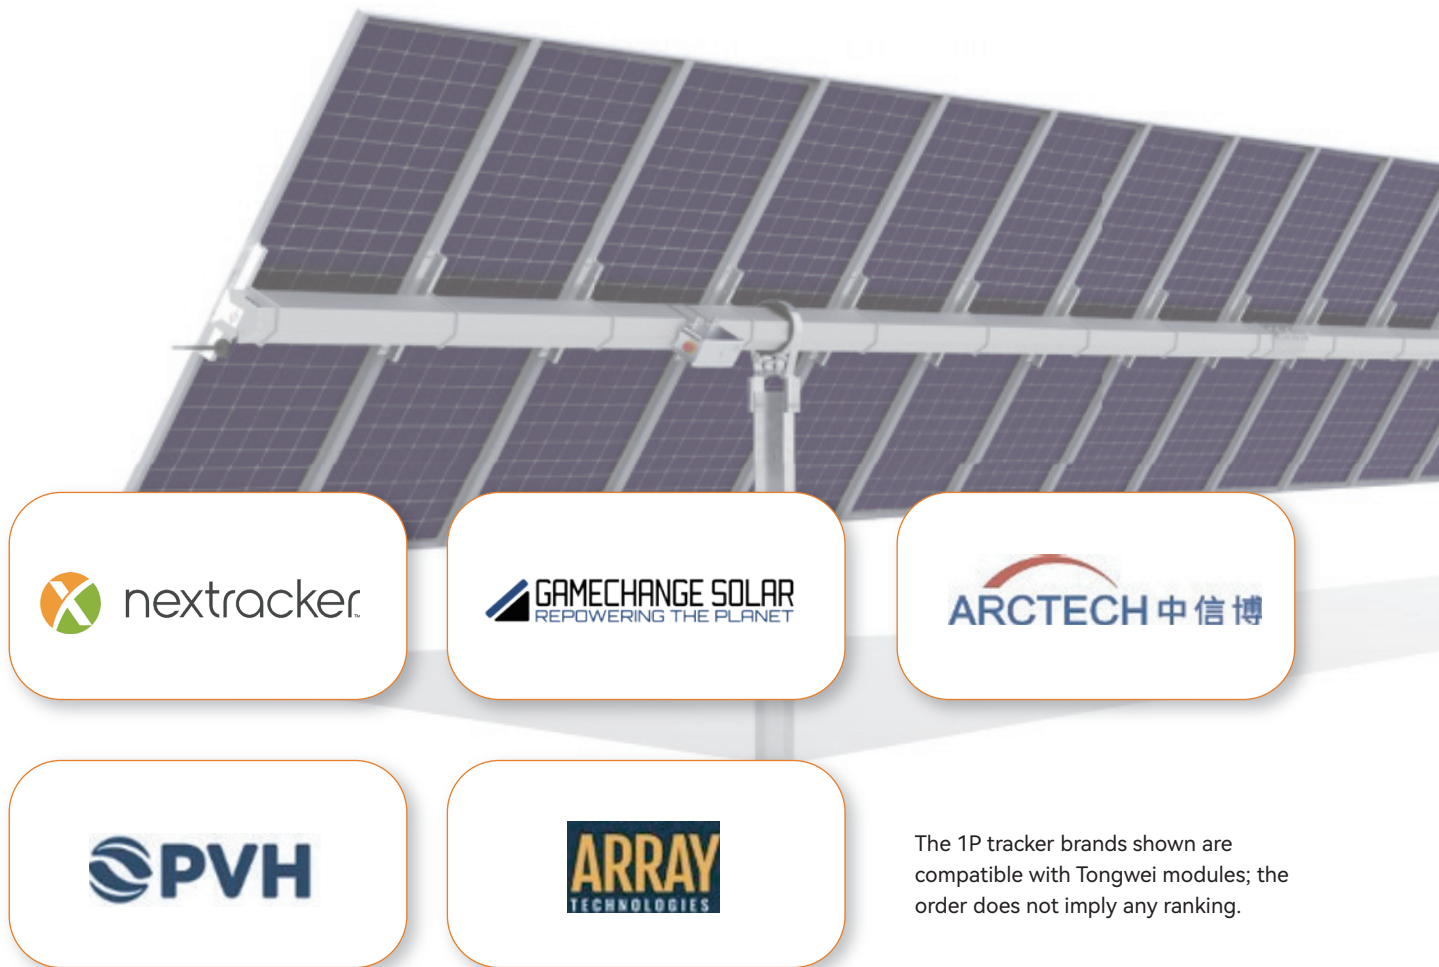 nextracker
GAMECHANGE SOLAR
REPOWERING THE PLANET
ARCTECH 中信博
PVH
ARRAY
TECHNOLOGIES
The 1P tracker brands shown are
compatible with Tongwei modules; the
order does not imply any ranking.